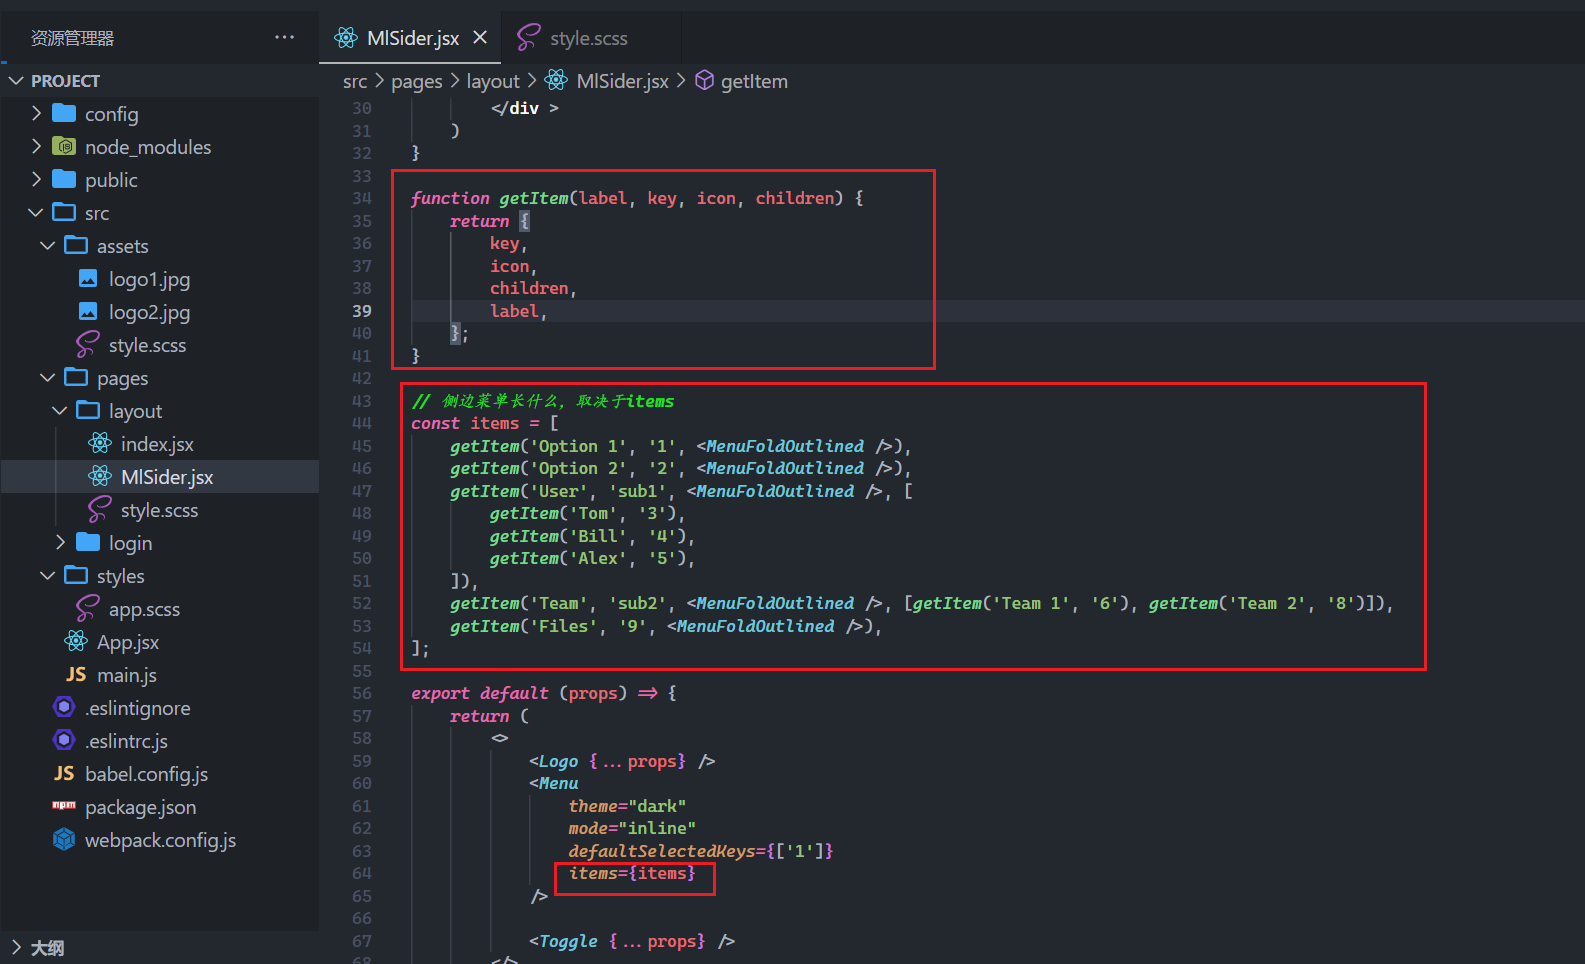 资源管理器
···
MlSider.jsx
style.scss
PROJECT
src > pages > layout > MlSider.jsx > getItem
config
node_modules
public
src
assets
logo1.jpg
logo2.jpg
style.scss
pages
layout
index.jsx
MlSider.jsx
style.scss
login
styles
app.scss
App.jsx
JS main.js
.eslintignore
.eslintrc.js
JS babel.config.js
npm package.json
webpack.config.js
大纲
30 </div >
31 )
32 }
33
34 function getItem(label, key, icon, children) {
35 return {
36 key,
37 icon,
38 children,
39 label,
40 };
41 }
42
43 // 侧边菜单长什么，取决于items
44 const items = [
45 getItem('Option 1', '1', <MenuFoldOutlined />),
46 getItem('Option 2', '2', <MenuFoldOutlined />),
47 getItem('User', 'sub1', <MenuFoldOutlined />, [
48 getItem('Tom', '3'),
49 getItem('Bill', '4'),
50 getItem('Alex', '5'),
51 ]),
52 getItem('Team', 'sub2', <MenuFoldOutlined />, [getItem('Team 1', '6'), getItem('Team 2', '8')]),
53 getItem('Files', '9', <MenuFoldOutlined />),
54 ];
55
56 export default (props) => {
57 return (
58 <>
59 <Logo {...props} />
60 <Menu
61 theme="dark"
62 mode="inline"
63 defaultSelectedKeys={['1']}
64 items={items}
65 />
66
67 <Toggle {...props} />
68 </>